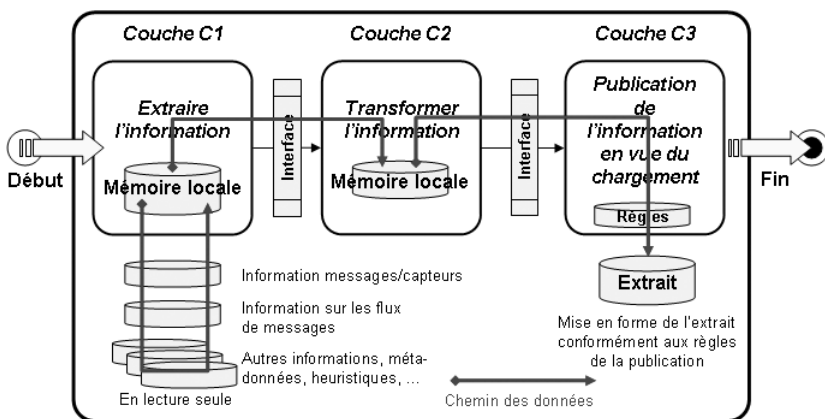 Couche C1
Couche C2
Couche C3
Extraire
l'information
Interface
Transformer
l'information
Interface
Publication
de
l'information
en vue du
chargement
Début
Mémoire locale
Mémoire locale
Règles
Fin
Extrait
Information messages/capteurs
Information sur les flux
de messages
Autres informations, méta-
données, heuristiques, ...
En lecture seule
Mise en forme de l'extrait
conformément aux règles
de la publication
Chemin des données